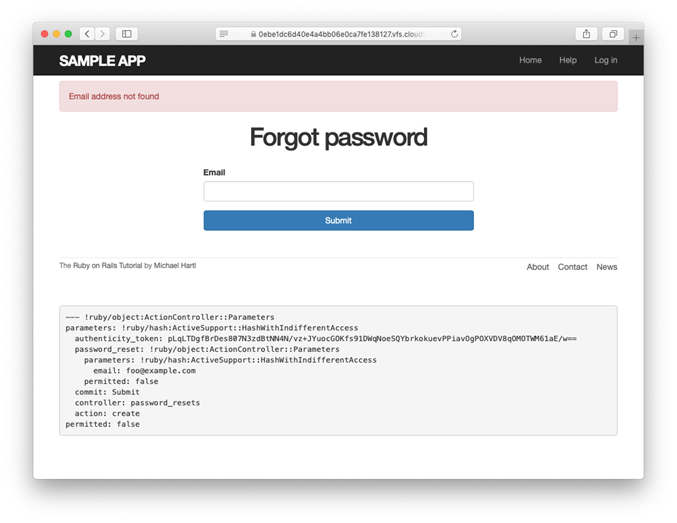 0ebe1dc6d40e4a4bb06e0ca7fe138127.vfs.cloud
SAMPLE APP Home Help Log in
Email address not found
Forgot password
Email
Submit
The Ruby on Rails Tutorial by Michael Hartl About Contact News
--- !ruby/object:ActionController::Parameters
parameters: !ruby/hash:ActiveSupport::HashWithIndifferentAccess
authenticity_token: pLqLTDgfBrDes807N3zdBtNN4N/vz+JYuocGOKfs91DWqNoeSQYbrkokuevPPiavOgPOXVDV8qOMOTWM61aE/w==
password_reset: !ruby/object:ActionController::Parameters
parameters: !ruby/hash:ActiveSupport::HashWithIndifferentAccess
email: foo@example.com
permitted: false
commit: Submit
controller: password_resets
action: create
permitted: false